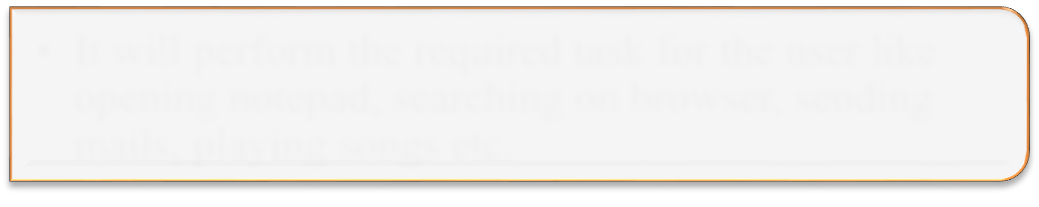 • It will perform the required task for the user like
opening notepad, searching on browser, sending
mails, playing songs etc.